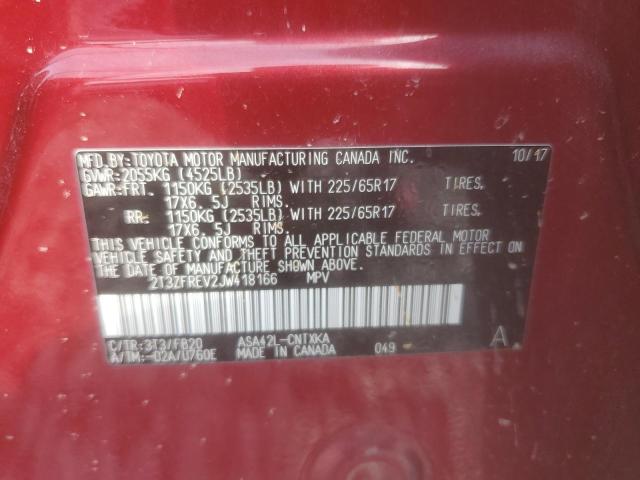 MFD.BY:TOYOTA MOTOR MANUFACTURING CANADA INC. 10/17
GVWR:2055KG (4525LB)
GAWR:FRT. 1150KG (2535LB) WITH 225/65R17 TIRES,
17X6. 5J RIMS.
RR. 1150KG (2535LB) WITH 225/65R17 TIRES,
17X6. 5J RIMS.
THIS VEHICLE CONFORMS TO ALL APPLICABLE FEDERAL MOTOR
VEHICLE SAFETY AND THEFT PREVENTION STANDARDS IN EFFECT
ON THE DATE OF MANUFACTURE SHOWN ABOVE.
2T3ZFREV2JW418166 MPV
C/TR:3T3/FB20 ASA42L-CNTXKA A
A/TM:-02A/U760E MADE IN CANADA 049